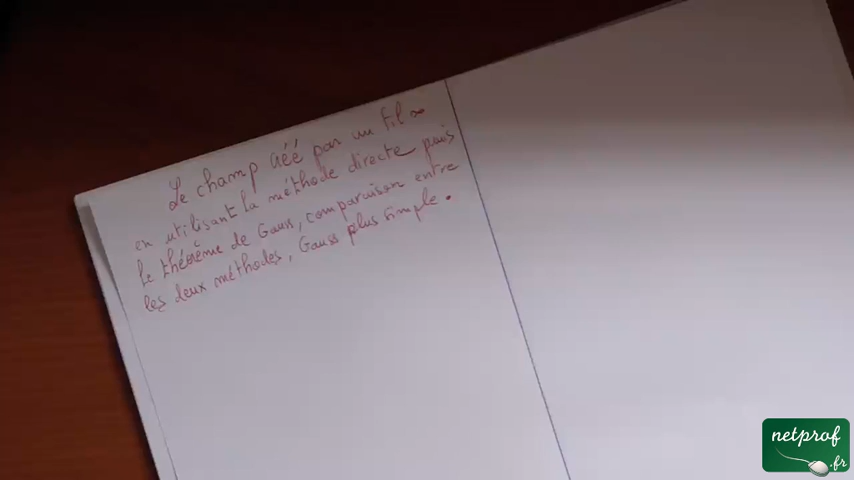 Le champ créé par un fil ∞
en utilisant la méthode directe puis
le théorème de Gauss, comparaison entre
les deux méthodes, Gauss plus simple.
netprof
.fr